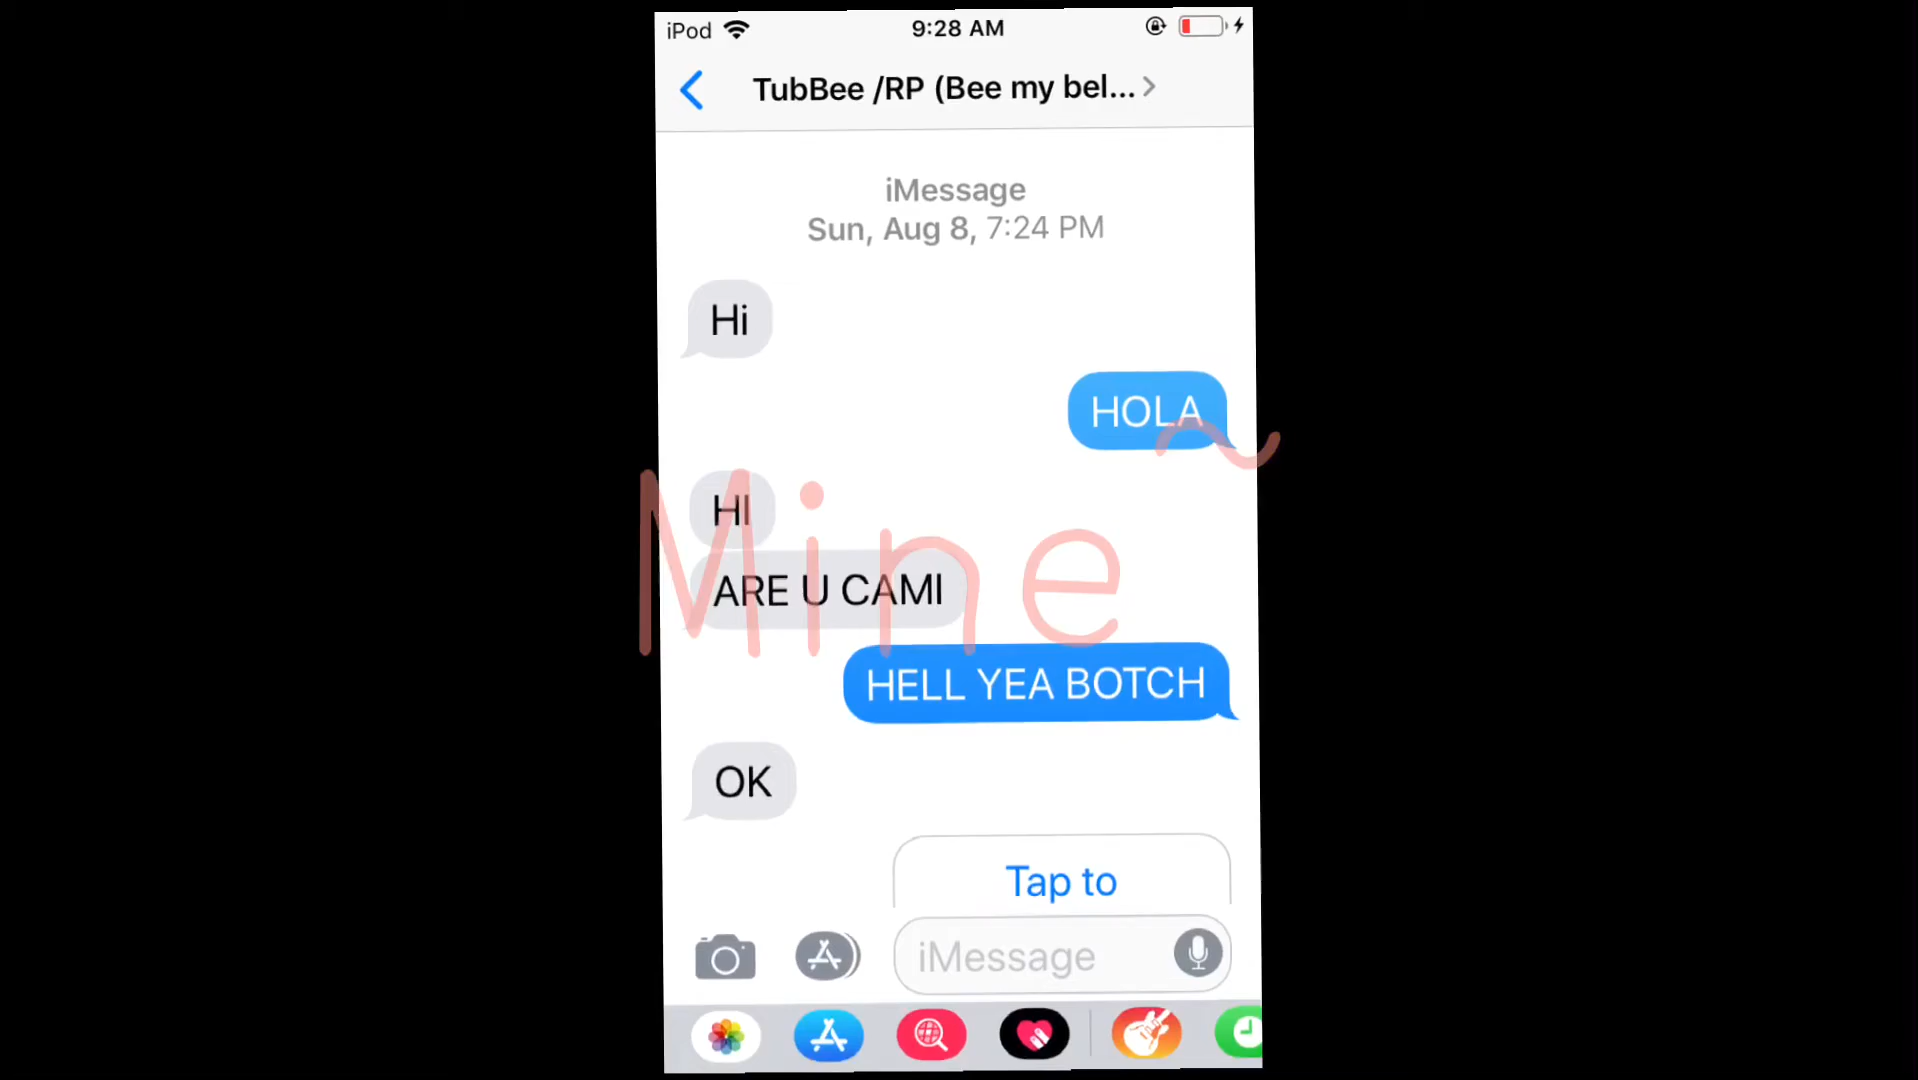 iPod 9:28 AM
TubBee /RP (Bee my bel...
iMessage
Sun, Aug 8, 7:24 PM
Hi
HOLA
HI
ARE U CAMI
Mine~
HELL YEA BOTCH
OK
Tap to
iMessage